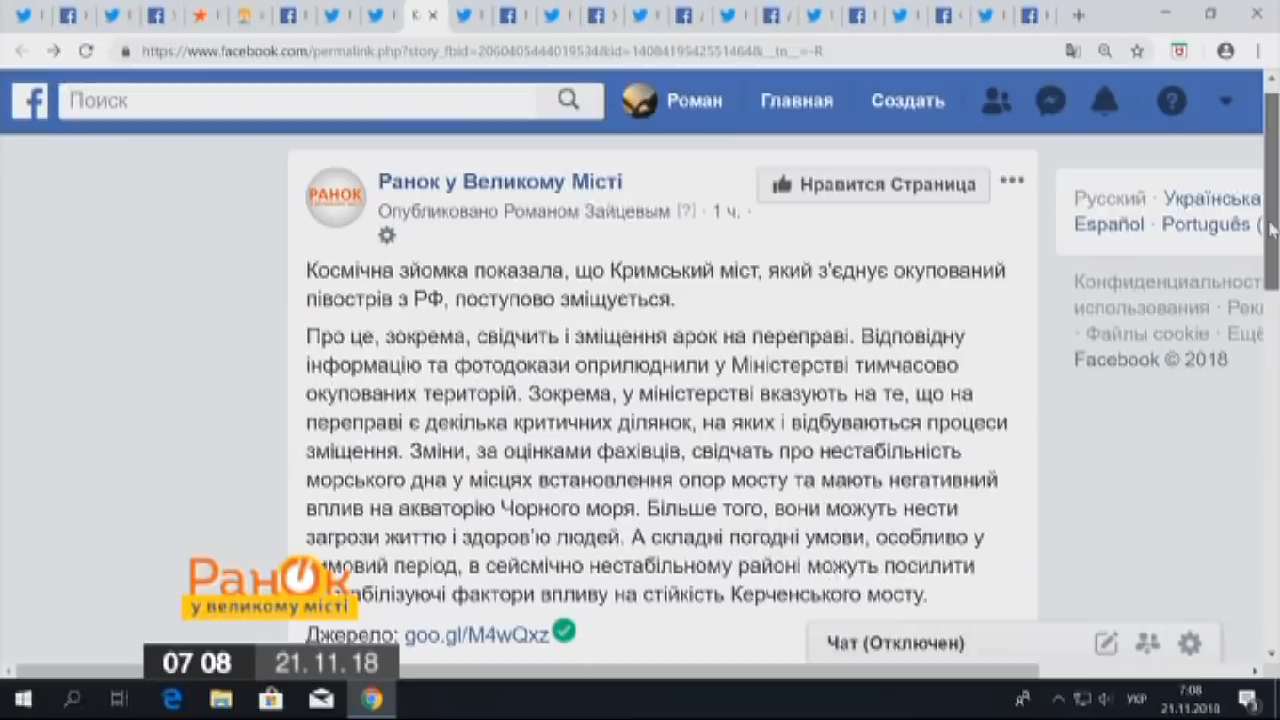 https://www.facebook.com/permalink.php?story_fbid=2060405444019534&id=1408419542551464&__tn__=-R
Поиск
Роман
Главная
Создать
РАНОК
Ранок у Великому Місті
Опубликовано Романом Зайцевым [?] · 1 ч. ·
Нравится Страница
Русский · Українська
Español · Português (
Космічна зйомка показала, що Кримський міст, який з'єднує окупований
півострів з РФ, поступово зміщується.
Про це, зокрема, свідчить і зміщення арок на переправі. Відповідну
інформацію та фотодокази оприлюднили у Міністерстві тимчасово
окупованих територій. Зокрема, у міністерстві вказують на те, що на
переправі є декілька критичних ділянок, на яких і відбуваються процеси
зміщення. Зміни, за оцінками фахівців, свідчать про нестабільність
морського дна у місцях встановлення опор мосту та мають негативний
вплив на акваторію Чорного моря. Більше того, вони можуть нести
загрози життю і здоров'ю людей. А складні погодні умови, особливо у
имовий період, в сейсмічно нестабільному районі можуть посилити
абілізуючі фактори впливу на стійкість Керченського мосту.
Джерело: goo.gl/M4wQxz
Конфиденциальност
использования · Рек
· Файлы cookie · Ещё
Facebook © 2018
Ранок
у великому місті
07 08
21. 11. 18
Чат (Отключен)
УКР
7:08
21.11.2018